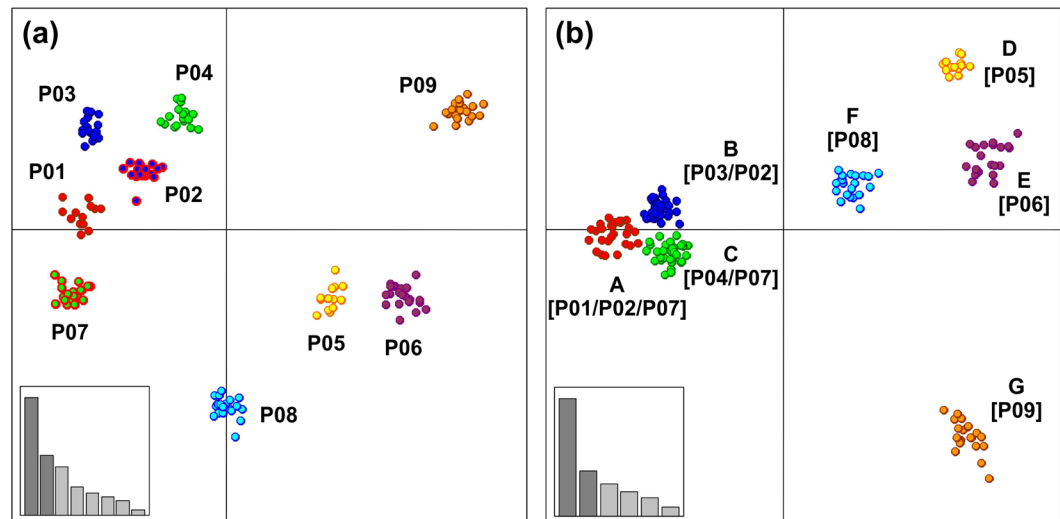 (a)
P04
P03
P09
P01
P02
P07
P05
P06
P08
(b)
D
[P05]
F
[P08]
B
[P03/P02]
E
[P06]
C
[P04/P07]
A
[P01/P02/P07]
G
[P09]